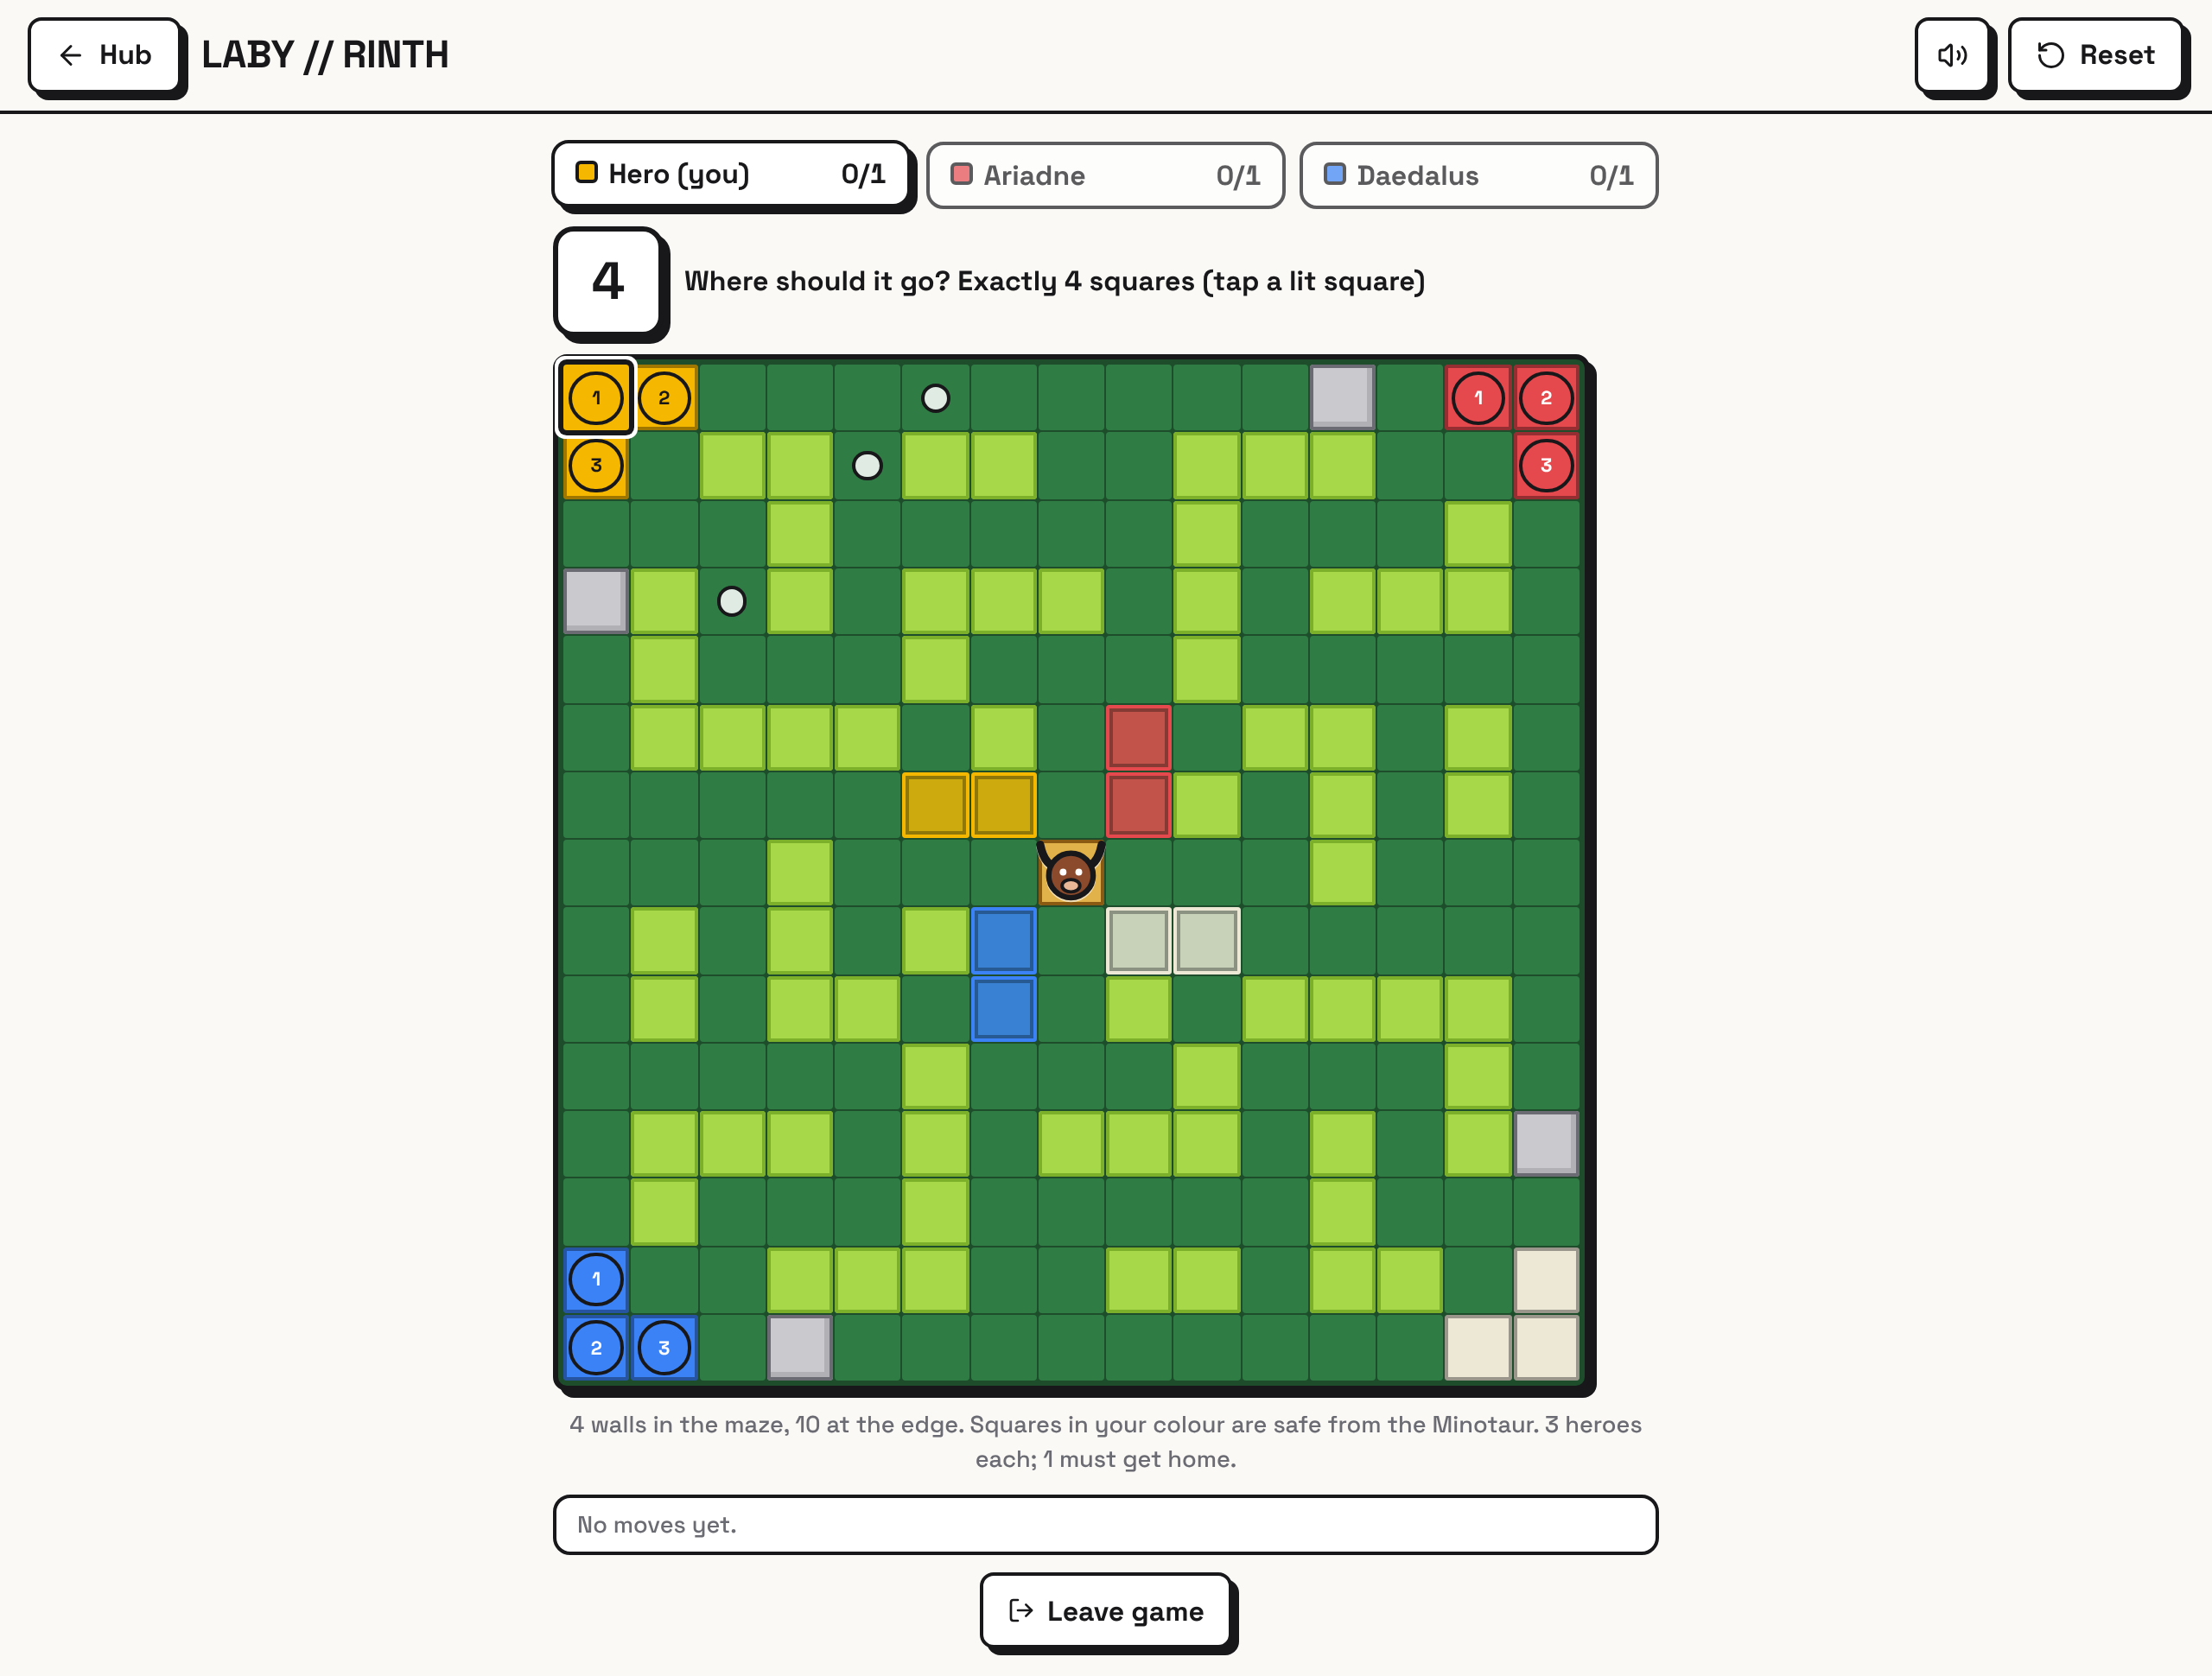 Hub
LABY // RINTH
Reset
Hero (you) 0/1
Ariadne 0/1
Daedalus 0/1
4
Where should it go? Exactly 4 squares (tap a lit square)
1 2 1 2
3 3
1
2 3
4 walls in the maze, 10 at the edge. Squares in your colour are safe from the Minotaur. 3 heroes
each; 1 must get home.
No moves yet.
Leave game